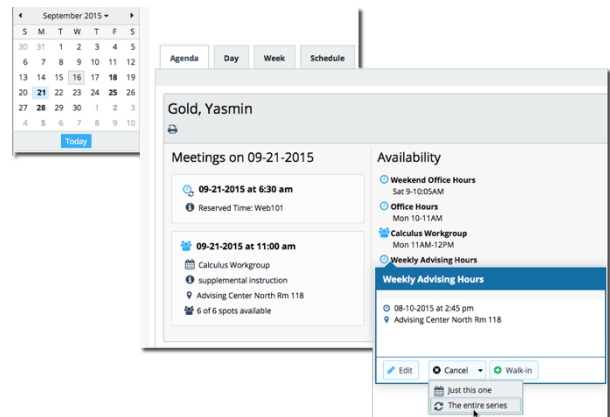 September 2015
S M T W T F S
30 31 1 2 3 4 5
6 7 8 9 10 11 12
13 14 15 16 17 18 19
20 21 22 23 24 25 26
27 28 29 30 1 2 3
4 5 6 7 8 9 10
Today
Agenda Day Week Schedule
Gold, Yasmin
Meetings on 09-21-2015
09-21-2015 at 6:30 am
Reserved Time: Web101
09-21-2015 at 11:00 am
Calculus Workgroup
supplemental instruction
Advising Center North Rm 118
6 of 6 spots available
Availability
Weekend Office Hours
Sat 9-10:05AM
Office Hours
Mon 10-11AM
Calculus Workgroup
Mon 11AM-12PM
Weekly Advising Hours
Weekly Advising Hours
08-10-2015 at 2:45 pm
Advising Center North Rm 118
Edit Cancel Walk-in
Just this one
The entire series